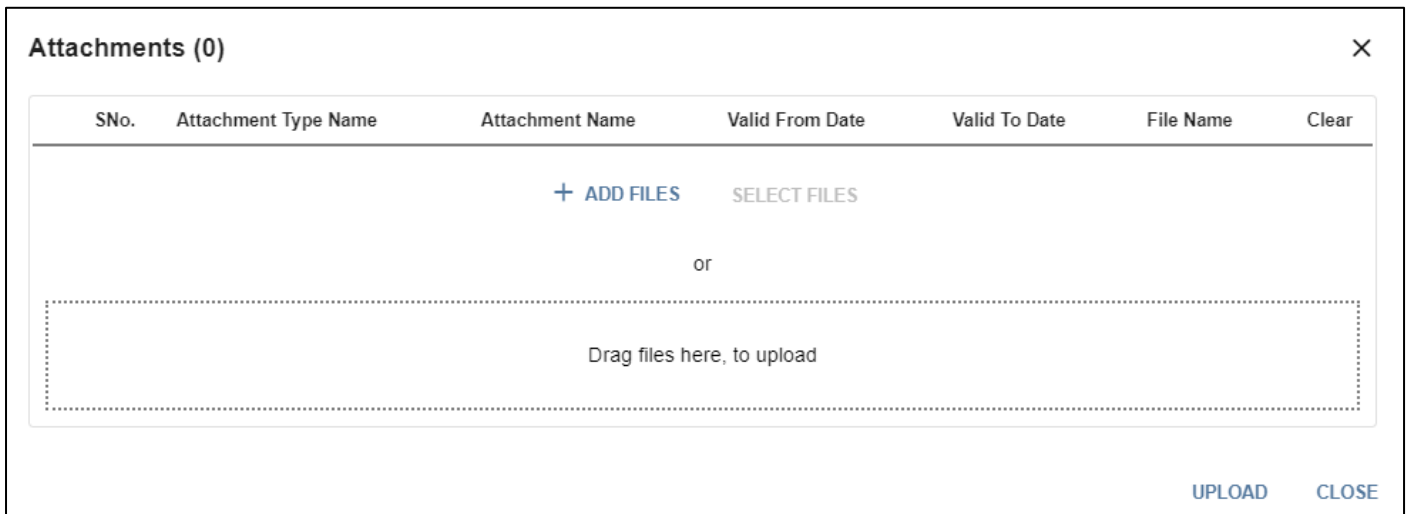 Attachments (0)
SNo. Attachment Type Name Attachment Name Valid From Date Valid To Date File Name Clear
+ ADD FILES SELECT FILES
or
Drag files here, to upload
UPLOAD CLOSE